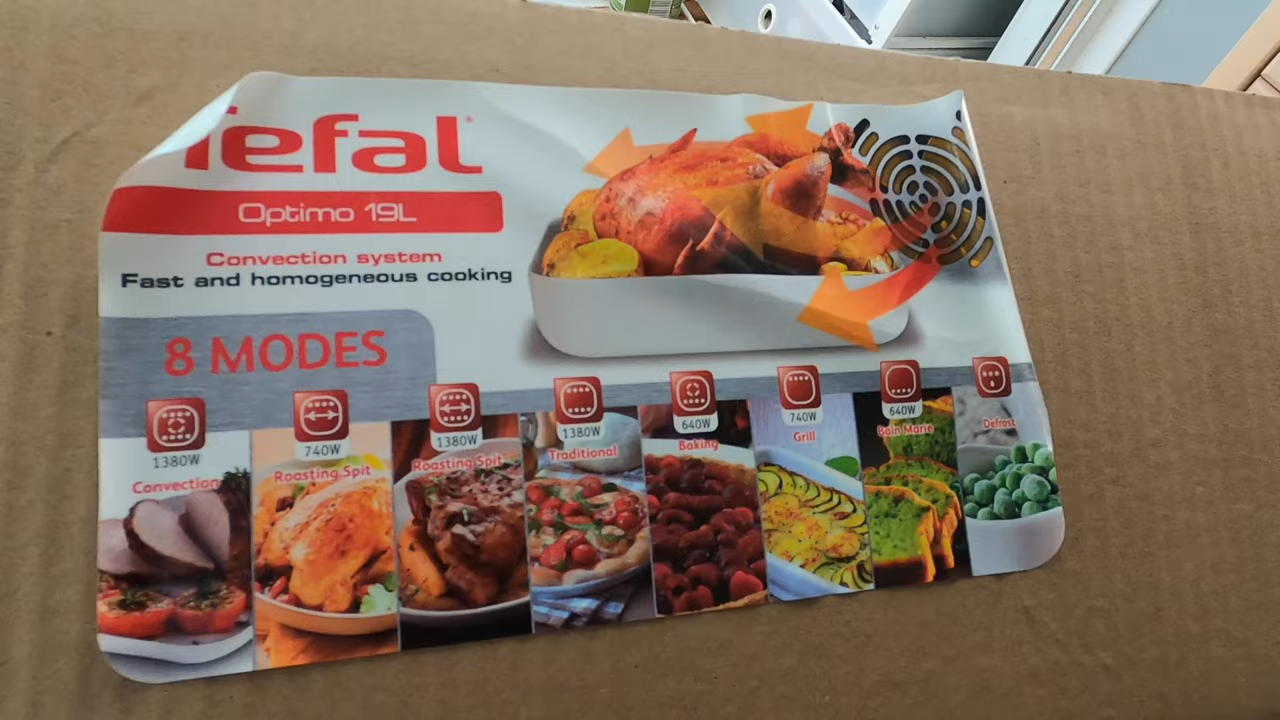 Tefal
Optimo 19L
Convection system
Fast and homogeneous cooking
8 MODES
1380W
Convection
740W
Roasting Spit
1380W
Roasting Spit
1380W
Traditional
640W
Baking
740W
Grill
640W
Bain Marie
Defrost